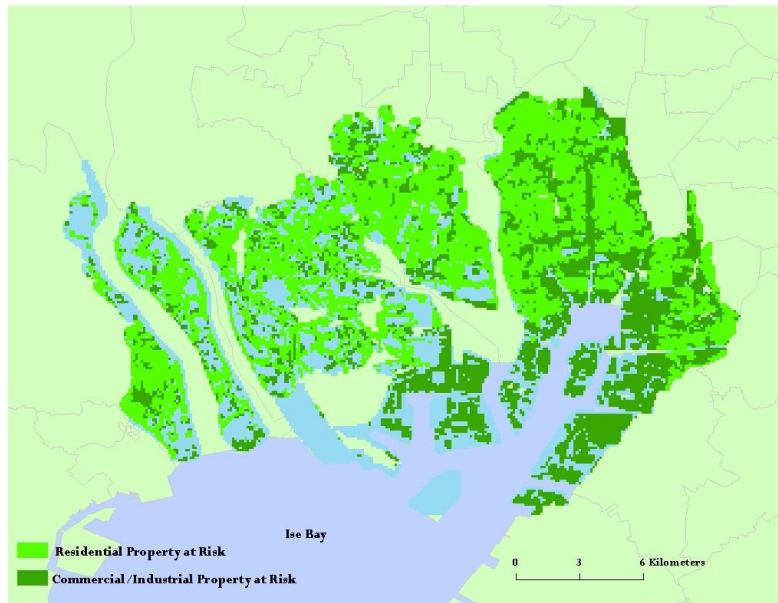 Ise Bay
Residential Property at Risk
Commercial/Industrial Property at Risk
0 3 6 Kilometers